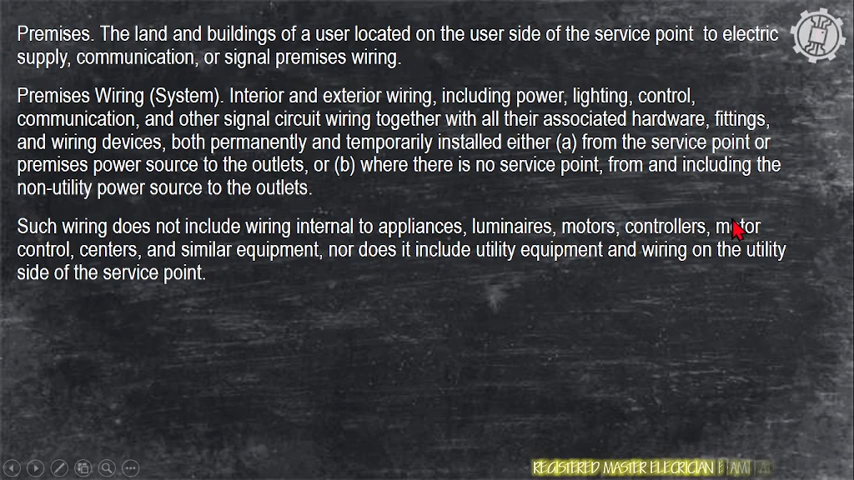 Premises. The land and buildings of a user located on the user side of the service point to electric
supply, communication, or signal premises wiring.
Premises Wiring (System). Interior and exterior wiring, including power, lighting, control,
communication, and other signal circuit wiring together with all their associated hardware, fittings,
and wiring devices, both permanently and temporarily installed either (a) from the service point or
premises power source to the outlets, or (b) where there is no service point, from and including the
non-utility power source to the outlets.
Such wiring does not include wiring internal to appliances, luminaires, motors, controllers, motor
control, centers, and similar equipment, nor does it include utility equipment and wiring on the utility
side of the service point.
REGISTERED MASTER ELECRICIAN